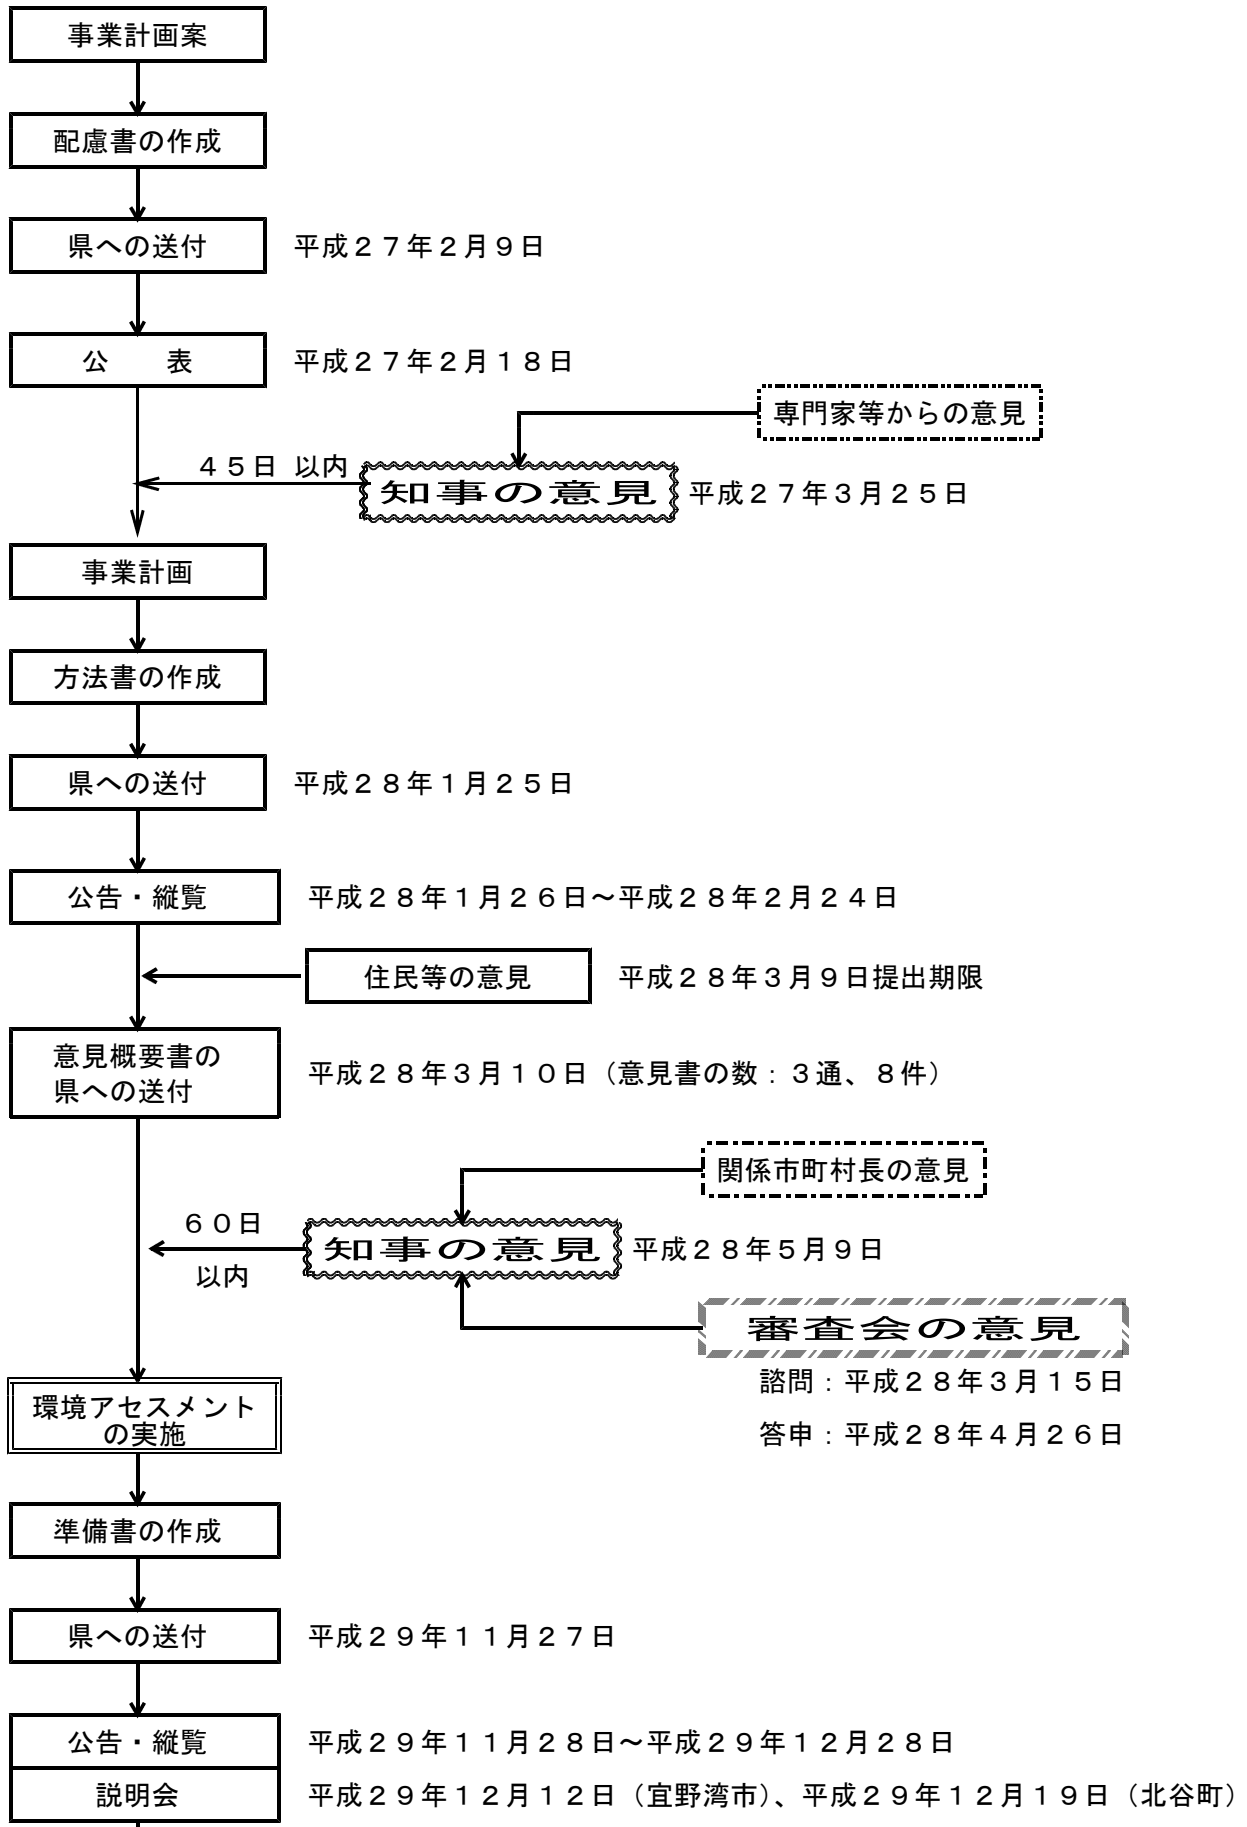 事業計画案
配慮書の作成
県への送付　平成２７年２月９日
公　　表　平成２７年２月１８日
専門家等からの意見
４５日 以内　知事の意見　平成２７年３月２５日
事業計画
方法書の作成
県への送付　平成２８年１月２５日
公告・縦覧　平成２８年１月２６日～平成２８年２月２４日
住民等の意見　平成２８年３月９日提出期限
意見概要書の
県への送付　平成２８年３月１０日（意見書の数：３通、８件）
関係市町村長の意見
６０日
以内　知事の意見　平成２８年５月９日
審査会の意見
諮問：平成２８年３月１５日
答申：平成２８年４月２６日
環境アセスメント
の実施
準備書の作成
県への送付　平成２９年１１月２７日
公告・縦覧　平成２９年１１月２８日～平成２９年１２月２８日
説明会　平成２９年１２月１２日（宜野湾市）、平成２９年１２月１９日（北谷町）